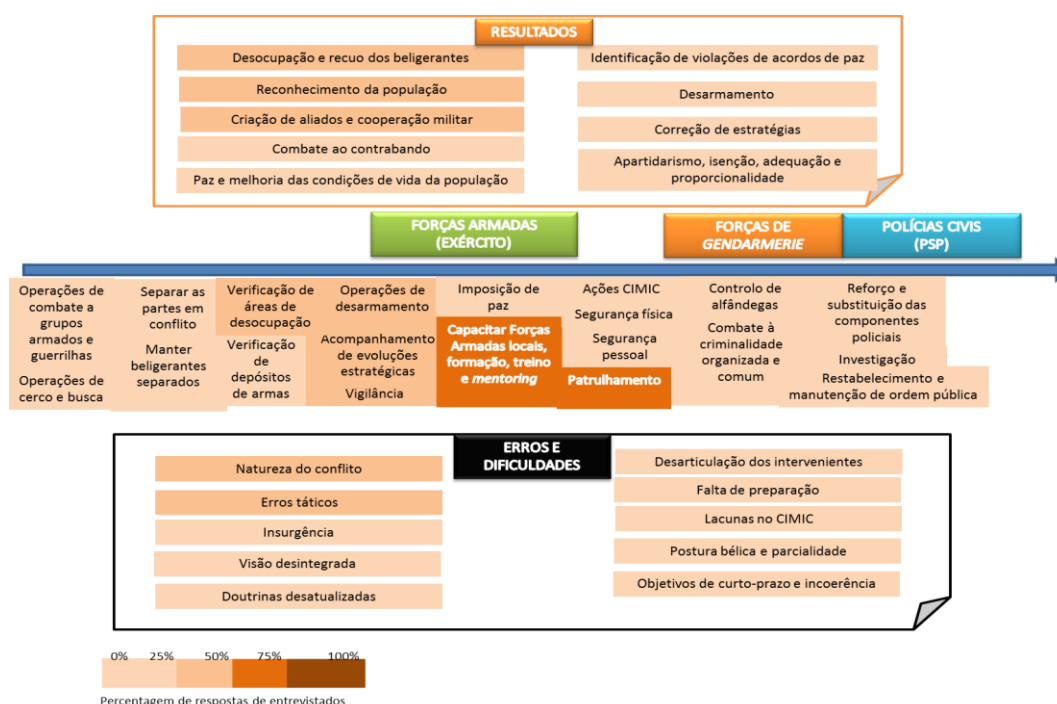 RESULTADOS
Desocupação e recuo dos beligerantes
Reconhecimento da população
Criação de aliados e cooperação militar
Combate ao contrabando
Paz e melhoria das condições de vida da população
Identificação de violações de acordos de paz
Desarmamento
Correção de estratégias
Apartidarismo, isenção, adequação e
proporcionalidade
FORÇAS ARMADAS
(EXÉRCITO)
FORÇAS DE
GENDARMERIE
POLÍCIAS CIVIS
(PSP)
Operações de
combate a
grupos
armados e
guerrilhas
Operações de
cerco e busca
Separar as
partes em
conflito
Manter
beligerantes
separados
Verificação de
áreas de
desocupação
Verificação
de
depósitos
de armas
Operações de
desarmamento
Acompanhamento
de evoluções
estratégicas
Vigilância
Imposição de
paz
Capacitar Forças
Armadas locais,
formação, treino
e mentoring
Ações CIMIC
Segurança física
Segurança
pessoal
Patrulhamento
Controlo de
alfândegas
Combate à
criminalidade
organizada e
comum
Reforço e
substituição das
componentes
policiais
Investigação
Restabelecimento e
manutenção de ordem pública
ERROS E
DIFICULDADES
Natureza do conflito
Erros táticos
Insurgência
Visão desintegrada
Doutrinas desatualizadas
Desarticulação dos intervenientes
Falta de preparação
Lacunas no CIMIC
Postura bélica e parcialidade
Objetivos de curto-prazo e incoerência
0% 25% 50% 75% 100%
Percentagem de respostas de entrevistados